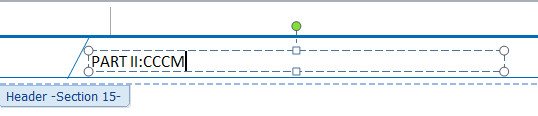 PART II:CCCM
Header -Section 15-